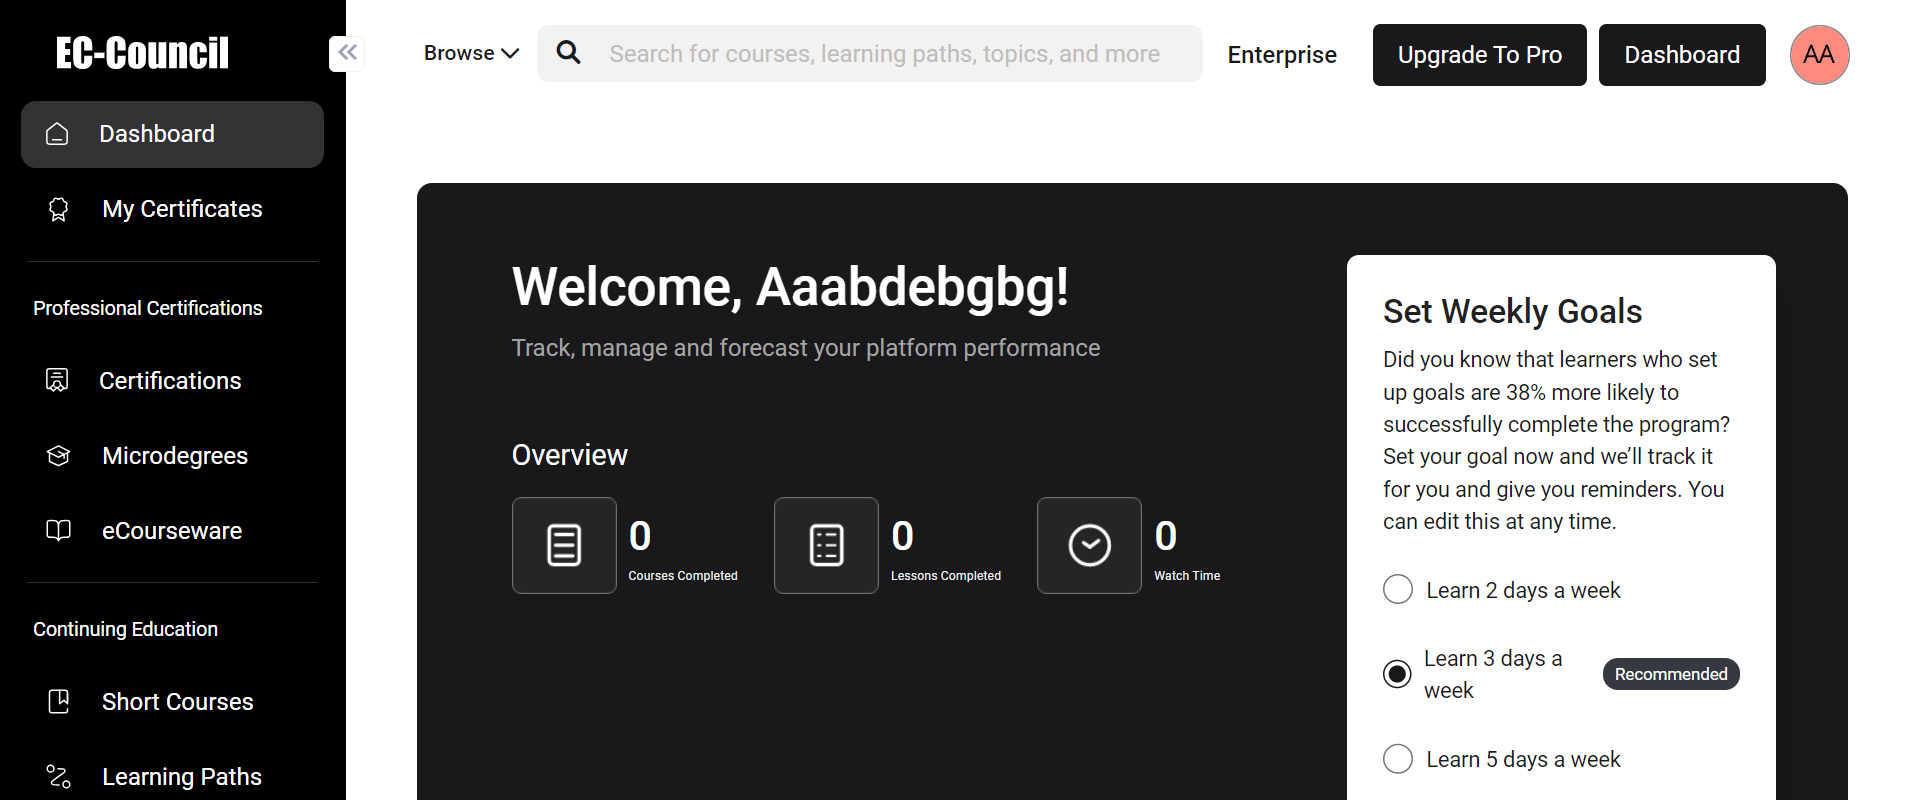 EC-Council
Dashboard
My Certificates
Professional Certifications
Certifications
Microdegrees
eCourseware
Continuing Education
Short Courses
Learning Paths
Browse
Search for courses, learning paths, topics, and more
Enterprise
Upgrade To Pro
Dashboard
AA
Welcome, Aaabdebgbg!
Track, manage and forecast your platform performance
Overview
0
Courses Completed
0
Lessons Completed
0
Watch Time
Set Weekly Goals
Did you know that learners who set
up goals are 38% more likely to
successfully complete the program?
Set your goal now and we’ll track it
for you and give you reminders. You
can edit this at any time.
Learn 2 days a week
Learn 3 days a
week
Recommended
Learn 5 days a week